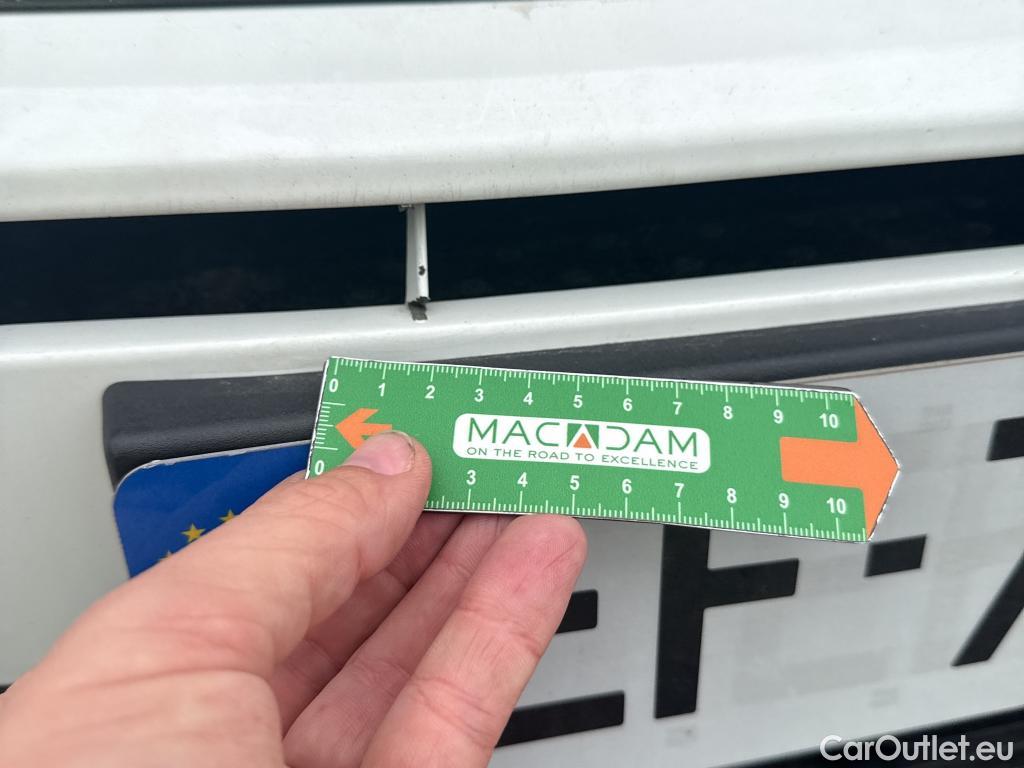 0 1 2 3 4 5 6 7 8 9 10
MACADAM
ON THE ROAD TO EXCELLENCE
0 3 4 5 6 7 8 9 10
EF-
CarOutlet.eu